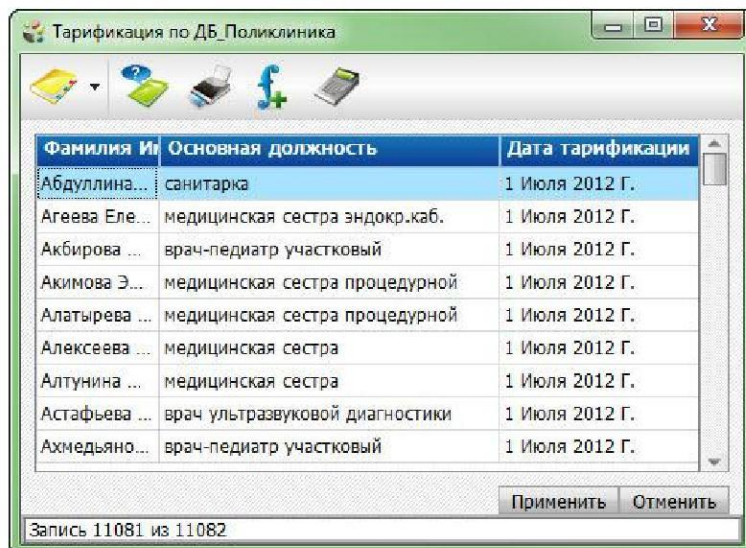 Тарификация по ДБ_Поликлиника
Фамилия Ин Основная должность Дата тарификации
Абдуллина... санитарка 1 Июля 2012 Г.
Агеева Еле... медицинская сестра эндокр.каб. 1 Июля 2012 Г.
Акбирова ... врач-педиатр участковый 1 Июля 2012 Г.
Акимова Э... медицинская сестра процедурной 1 Июля 2012 Г.
Алатырева ... медицинская сестра процедурной 1 Июля 2012 Г.
Алексеева ... медицинская сестра 1 Июля 2012 Г.
Алтунина ... медицинская сестра 1 Июля 2012 Г.
Астафьева ... врач ультразвуковой диагностики 1 Июля 2012 Г.
Ахмедьяно... врач-педиатр участковый 1 Июля 2012 Г.
Применить Отменить
Запись 11081 из 11082